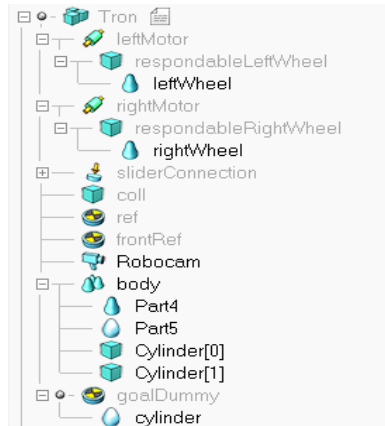 Tron
leftMotor
respondableLeftWheel
leftWheel
rightMotor
respondableRightWheel
rightWheel
sliderConnection
coll
ref
frontRef
Robocam
body
Part4
Part5
Cylinder[0]
Cylinder[1]
goalDummy
cylinder